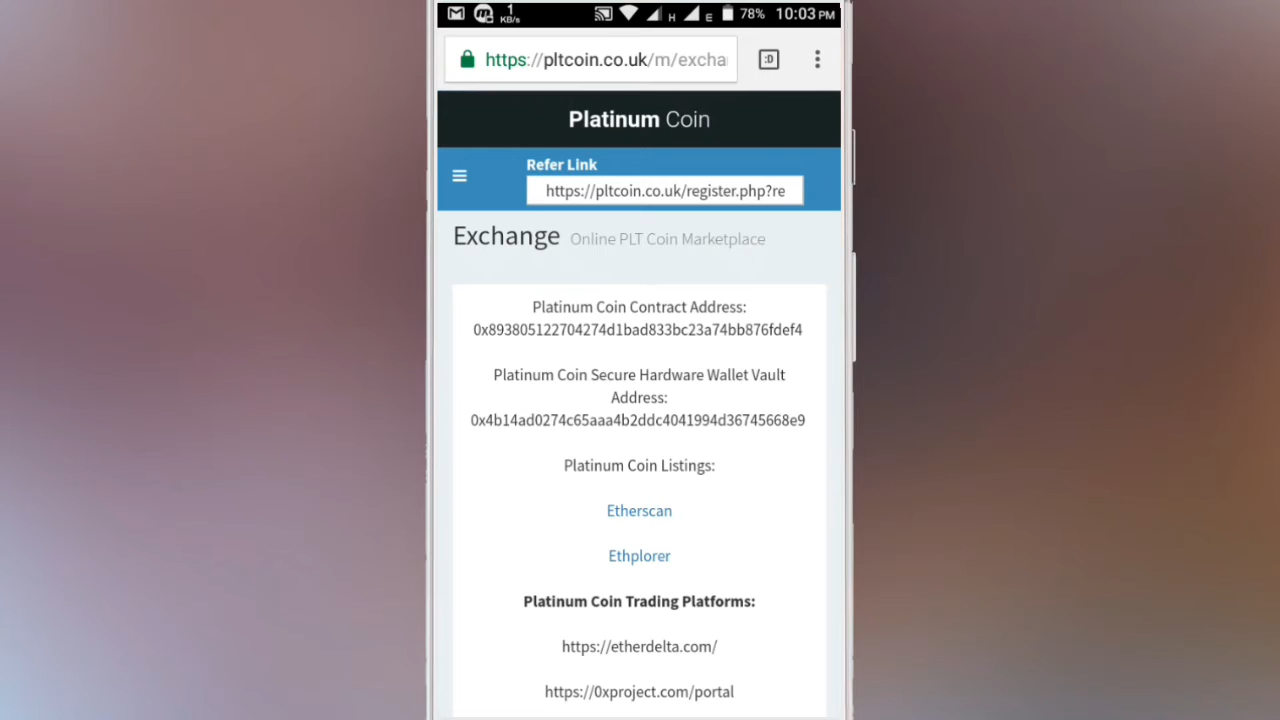 1
KB/s
H
E
78%
10:03 PM
https://pltcoin.co.uk/m/excha
:D
Platinum Coin
Refer Link
https://pltcoin.co.uk/register.php?re
Exchange Online PLT Coin Marketplace
Platinum Coin Contract Address:
0x893805122704274d1bad833bc23a74bb876fdef4
Platinum Coin Secure Hardware Wallet Vault
Address:
0x4b14ad0274c65aaa4b2ddc4041994d36745668e9
Platinum Coin Listings:
Etherscan
Ethplorer
Platinum Coin Trading Platforms:
https://etherdelta.com/
https://0xproject.com/portal